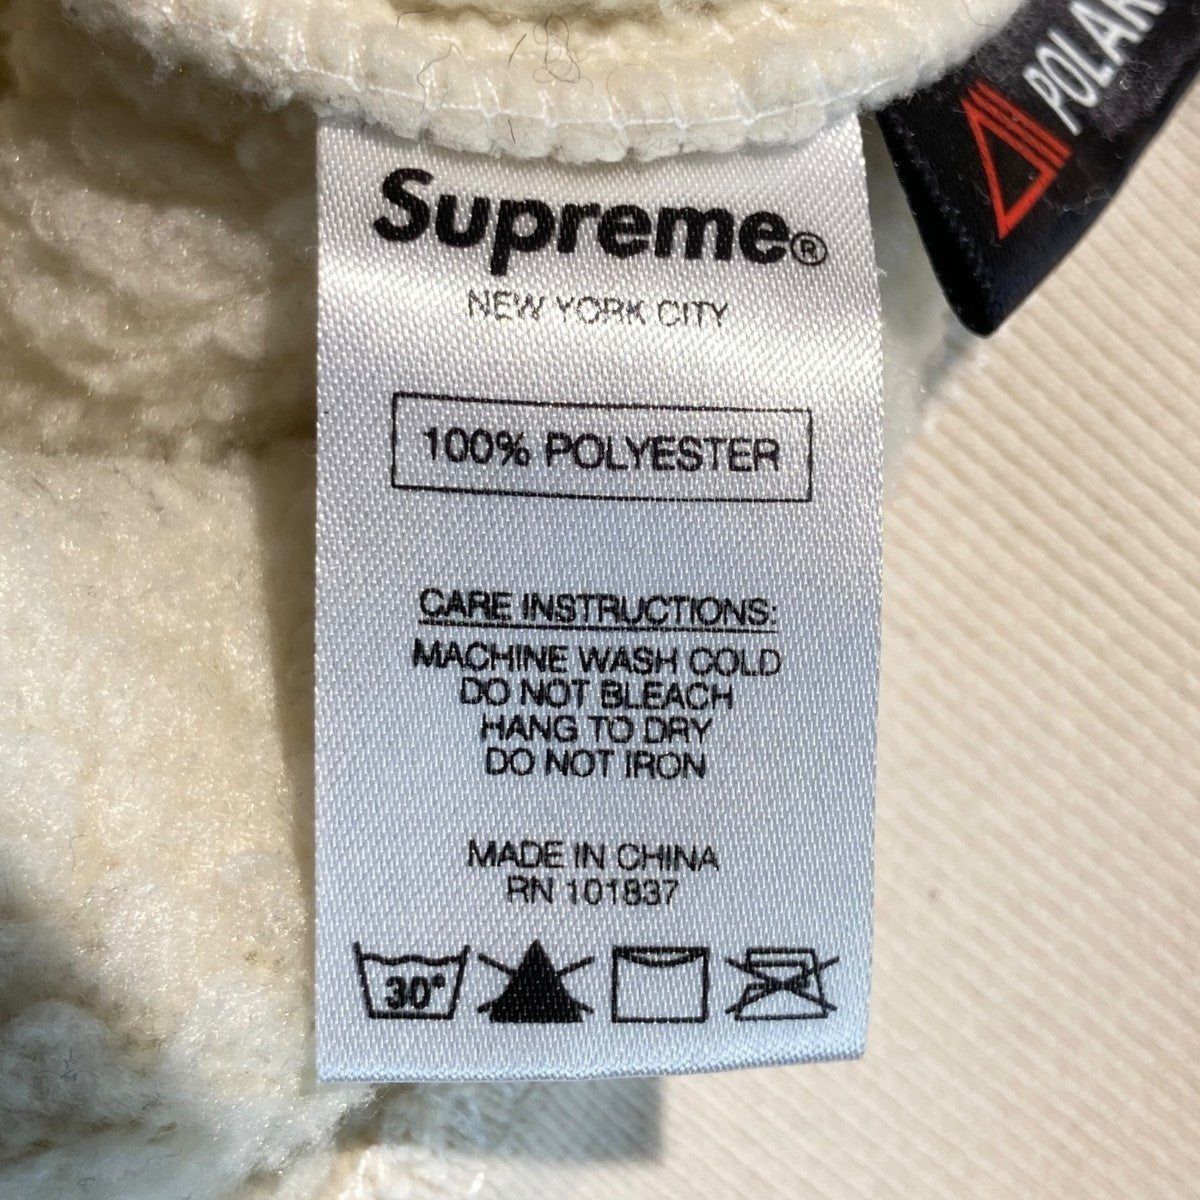 Supreme®
NEW YORK CITY
100% POLYESTER
CARE INSTRUCTIONS:
MACHINE WASH COLD
DO NOT BLEACH
HANG TO DRY
DO NOT IRON
MADE IN CHINA
RN 101837
30°
POLAR